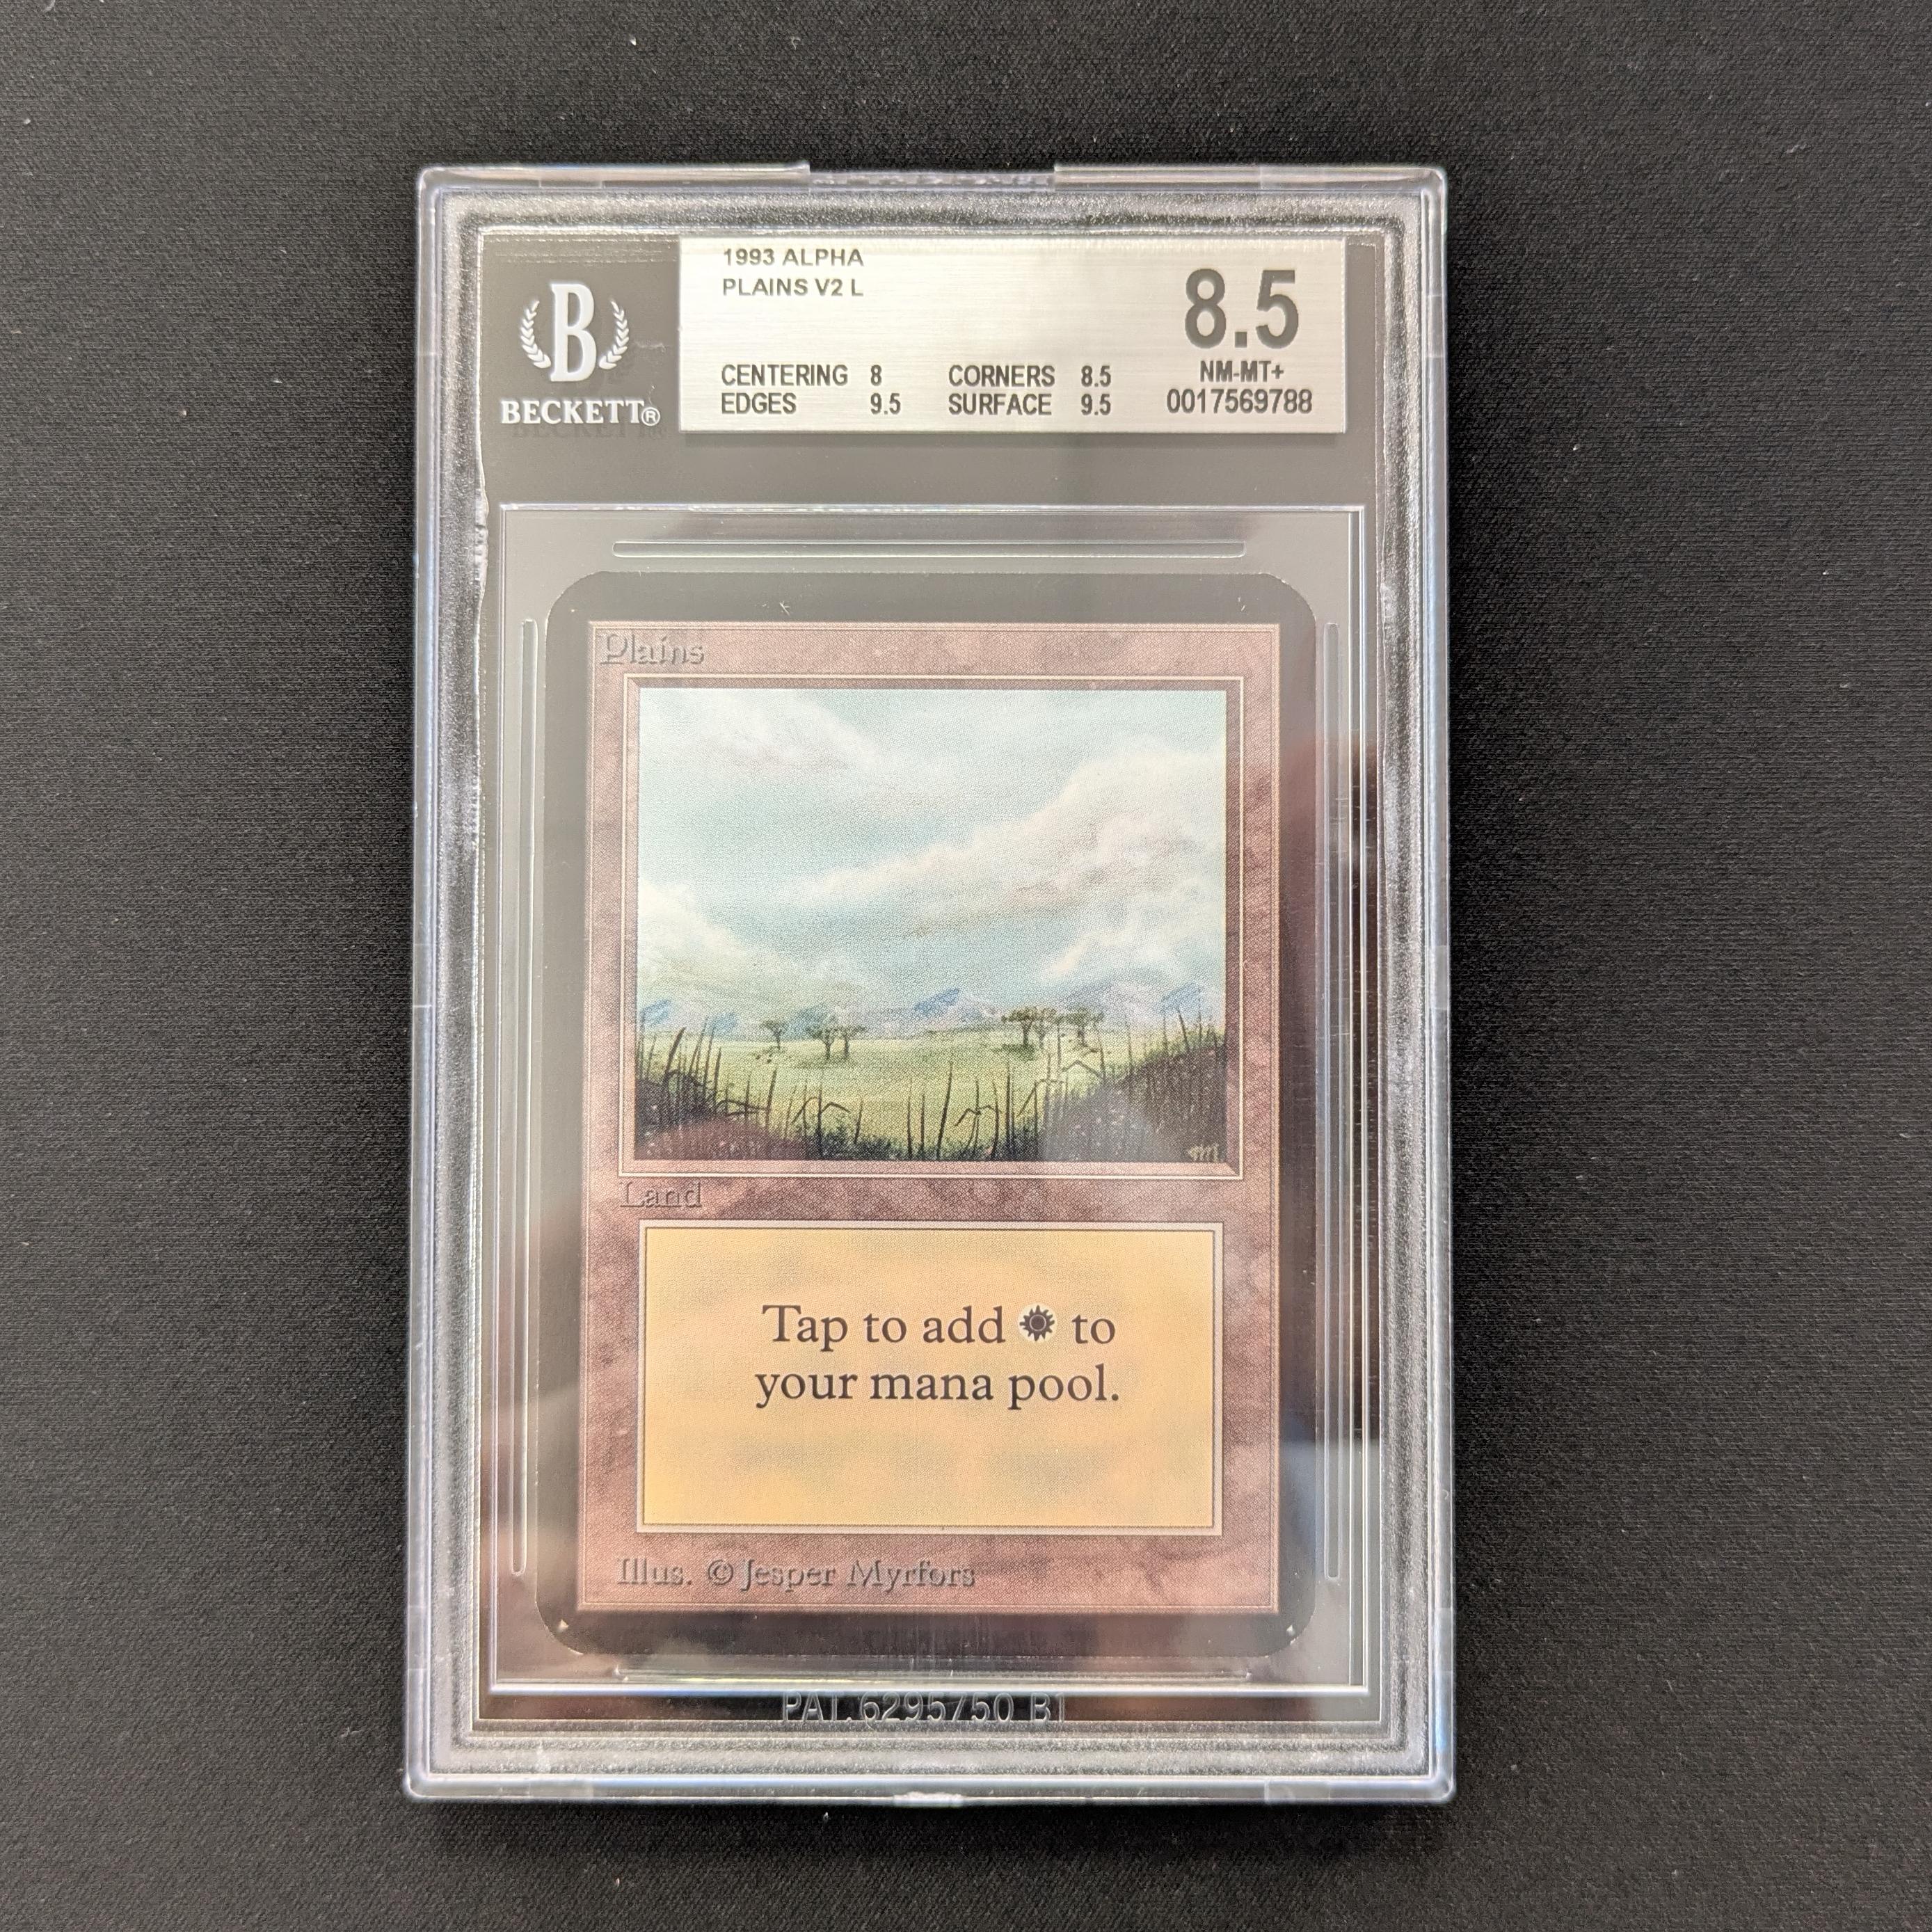 1993 ALPHA
PLAINS V2 L
8.5
CENTERING 8 CORNERS 8.5 NM-MT+
EDGES 9.5 SURFACE 9.5 0017569788
B
BECKETT®
Plains
M
Land
Tap to add to
your mana pool.
Illus. © Jesper Myrfors
PAT. 6295750 B1